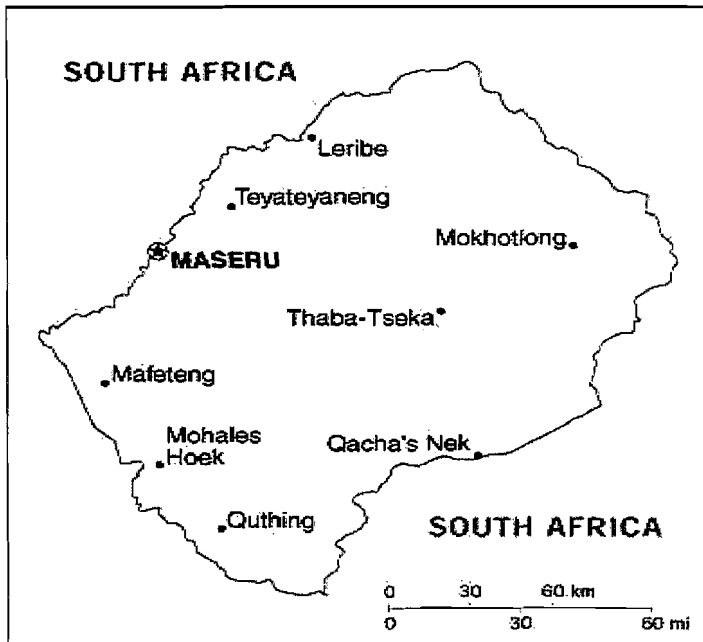 SOUTH AFRICA
Leribe
Teyateyaneng
Mokhotlong
MASERU
Thaba-Tseka
Mafeteng
Mohales
Hoek
Qacha's Nek
Quthing
SOUTH AFRICA
0 30 60 km
0 30 60 mi